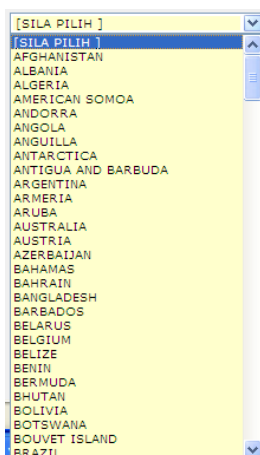 [SILA PILIH ]
[SILA PILIH ]
AFGHANISTAN
ALBANIA
ALGERIA
AMERICAN SOMOA
ANDORRA
ANGOLA
ANGUILLA
ANTARCTICA
ANTIGUA AND BARBUDA
ARGENTINA
ARMERIA
ARUBA
AUSTRALIA
AUSTRIA
AZERBAIJAN
BAHAMAS
BAHRAIN
BANGLADESH
BARBADOS
BELARUS
BELGIUM
BELIZE
BENIN
BERMUDA
BHUTAN
BOLIVIA
BOTSWANA
BOUVET ISLAND
BRAZIL